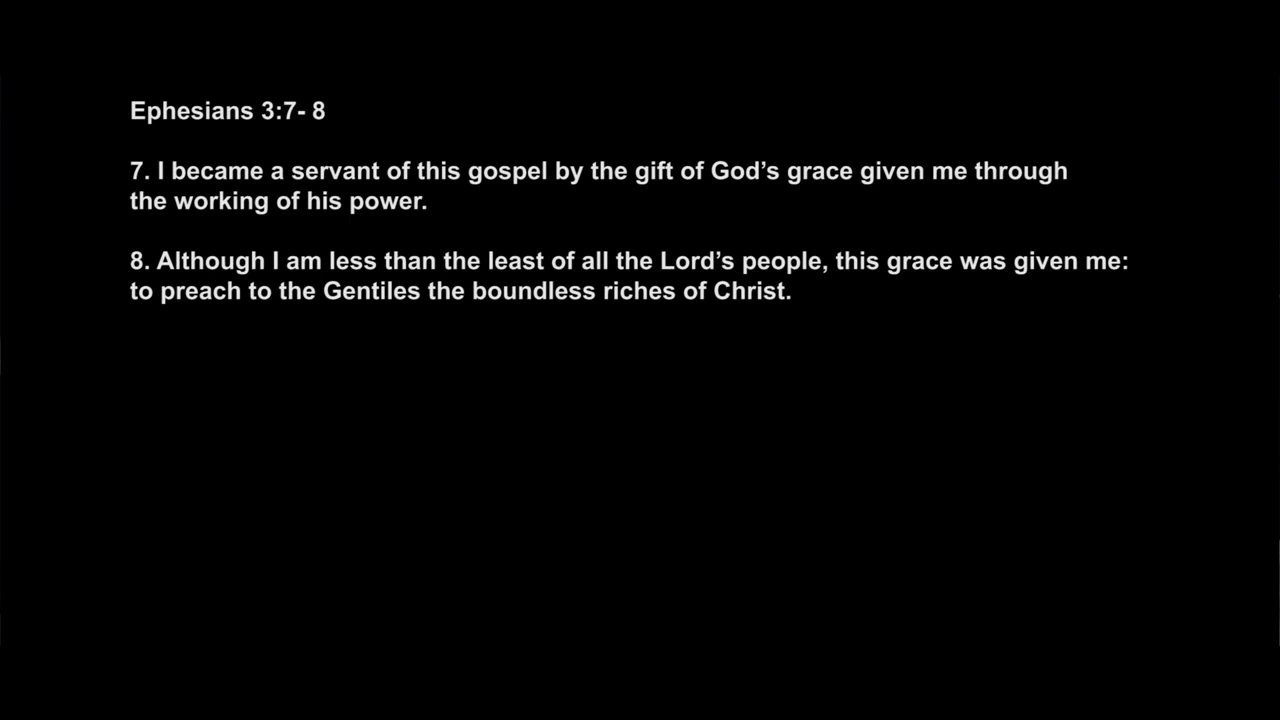 Ephesians 3:7- 8
7. I became a servant of this gospel by the gift of God’s grace given me through
the working of his power.
8. Although I am less than the least of all the Lord’s people, this grace was given me:
to preach to the Gentiles the boundless riches of Christ.